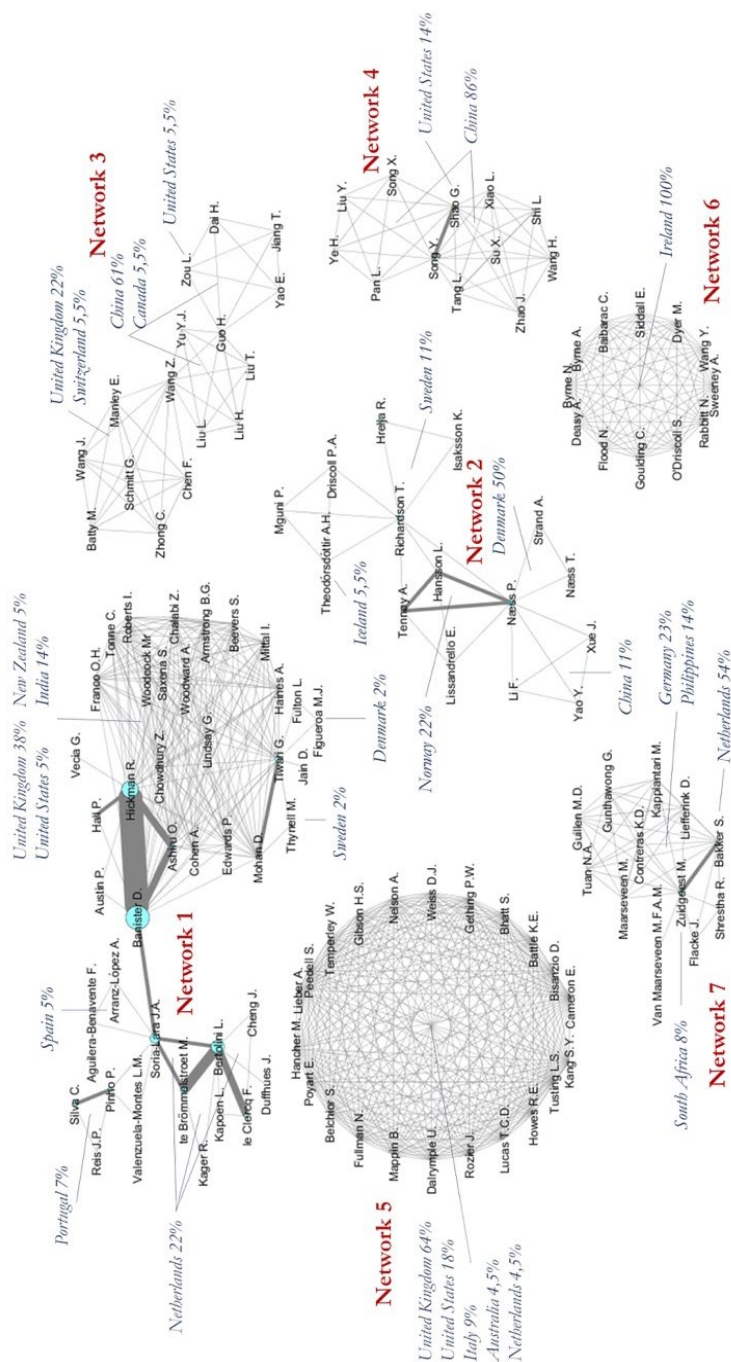 Portugal 7%
Spain 5%
United Kingdom 38%
United States 5%
New Zealand 5%
India 14%
Silva C.
Reis J.P.
Pinho P.
Aguilera-Benavente F.
Arranz-López A.
Valenzuela-Montes L.M.
Soria-Lara J.A.
te Brömmelstroet M.
Bertolini L.
Kager R.
Kapoen L.
le Clercq F.
Cheng J.
Duffhues J.
Netherlands 22%
Network 1
Austin P.
Hall P.
Vecia G.
Banister D.
Hickman R.
Ashiru O.
Cohen A.
Edwards P.
Mohan D.
Thynell M.
Tiwari G.
Jain D.
Figueroa M.J.
Fulton L.
Haines A.
Mittal I.
Beevers S.
Armstrong B.G.
Chalabi Z.
Roberts I.
Tonne C.
Franco O.H.
Woodcock Mr
Saxena S.
Woodward A.
Chowdhury Z.
Lindsay G.
Sweden 2%
Denmark 2%
Network 3
United Kingdom 22%
Switzerland 5,5%
China 61%
Canada 5,5%
United States 5,5%
Wang J.
Batty M.
Manley E.
Schmitt G.
Zhong C.
Chen F.
Wang Z.
Yu Y.J.
Liu L.
Liu H.
Liu T.
Guo H.
Zou L.
Dai H.
Jiang T.
Yao E.
Network 5
United Kingdom 64%
United States 18%
Italy 9%
Australia 4,5%
Netherlands 4,5%
Hancher M.
Lieber A.
Poyart E.
Peedell S.
Belchior S.
Temperley W.
Fullman N.
Gibson H.S.
Mappin B.
Nelson A.
Dalrymple U.
Weiss D.J.
Rozier J.
Gething P.W.
Lucas T.C.D.
Bhatt S.
Howes R.E.
Battle K.E.
Tusting L.S.
Bisanzio D.
Kang S.Y.
Cameron E.
Network 2
Mguni P.
Driscoll P.A.
Theodórsdóttir A.H.
Iceland 5,5%
Richardson T.
Hrelja R.
Isaksson K.
Sweden 11%
Tennøy A.
Hansson L.
Lissandrello E.
Norway 22%
Næss P.
Denmark 50%
Strand A.
Næss T.
Li F.
Yao Y.
Xue J.
China 11%
Network 4
United States 14%
China 86%
Liu Y.
Ye H.
Song X.
Pan L.
Song Y.
Shao G.
Tang L.
Xiao L.
Su X.
Zhao J.
Shi L.
Wang H.
Network 7
Guillen M.D.
Tuan N.A.
Gunthawong G.
Maarseveen M.
Contreras K.D.
Kappiantari M.
Van Maarseveen M.F.A.M.
Zuidgeest M.
Liefferink D.
Flacke J.
Shrestha R.
Bakker S.
South Africa 8%
Germany 23%
Philippines 14%
Netherlands 54%
Network 6
Byrne N.
Deasy A.
Byrne A.
Flood N.
Baibarac C.
Goulding C.
Siddall E.
O'Driscoll S.
Dyer M.
Rabbitt N.
Wang Y.
Sweeney A.
Ireland 100%